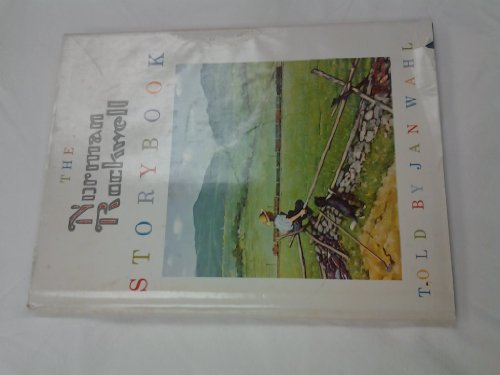 THE
Norman
Rockwell
STORYBOOK
TOLD BY JAN WAHL